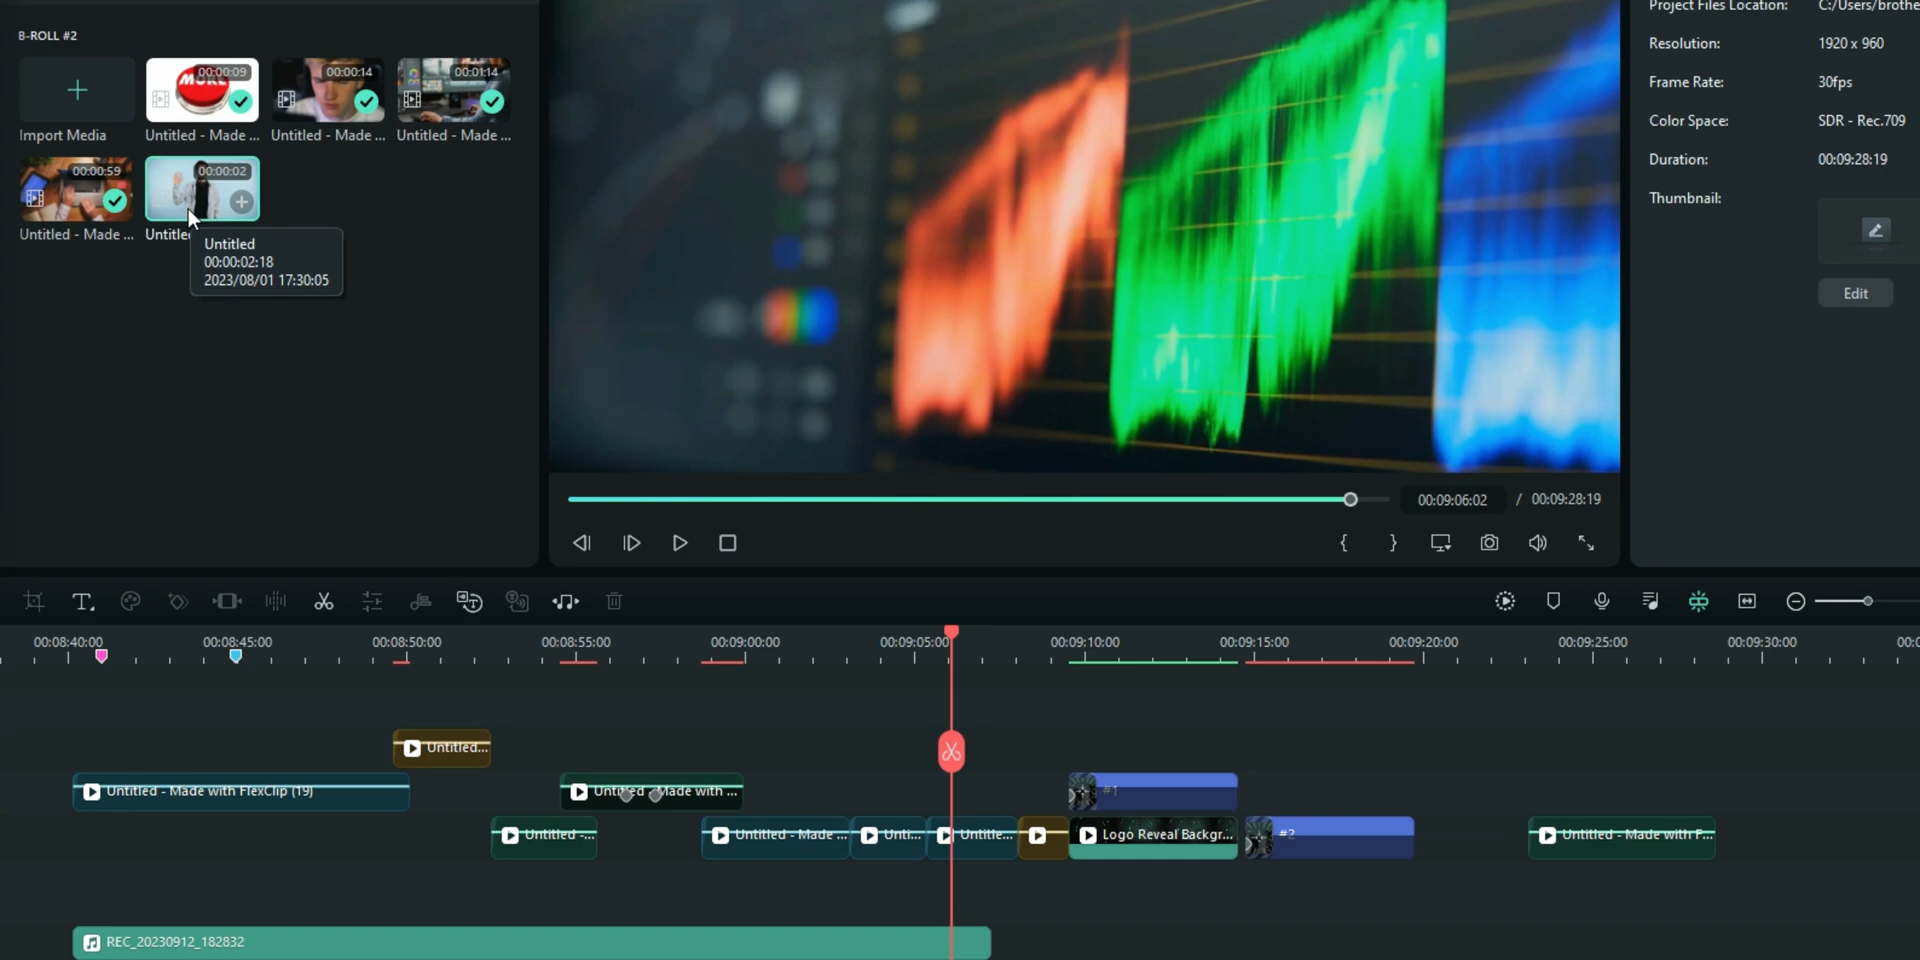 B-ROLL #2
Import Media
MORE
00:00:09
Untitled - Made ...
00:00:14
Untitled - Made ...
00:01:14
Untitled - Made ...
00:00:59
Untitled - Made ...
00:00:02
Untitle
Untitled
00:00:02:18
2023/08/01 17:30:05
00:09:06:02 / 00:09:28:19
Project Files Location: C:/Users/brothe
Resolution: 1920 x 960
Frame Rate: 30fps
Color Space: SDR - Rec.709
Duration: 00:09:28:19
Thumbnail:
Edit
00:08:40:00 00:08:45:00 00:08:50:00 00:08:55:00 00:09:00:00 00:09:05:00 00:09:10:00 00:09:15:00 00:09:20:00 00:09:25:00 00:09:30:00 00:0
Untitled...
Untitled - Made with FlexClip (19)
Untitled - Made with ...
#1
Untitled -...
Untitled - Made ...
Unti...
Untitle...
Logo Reveal Backgr...
#2
Untitled - Made with F...
REC_20230912_182832